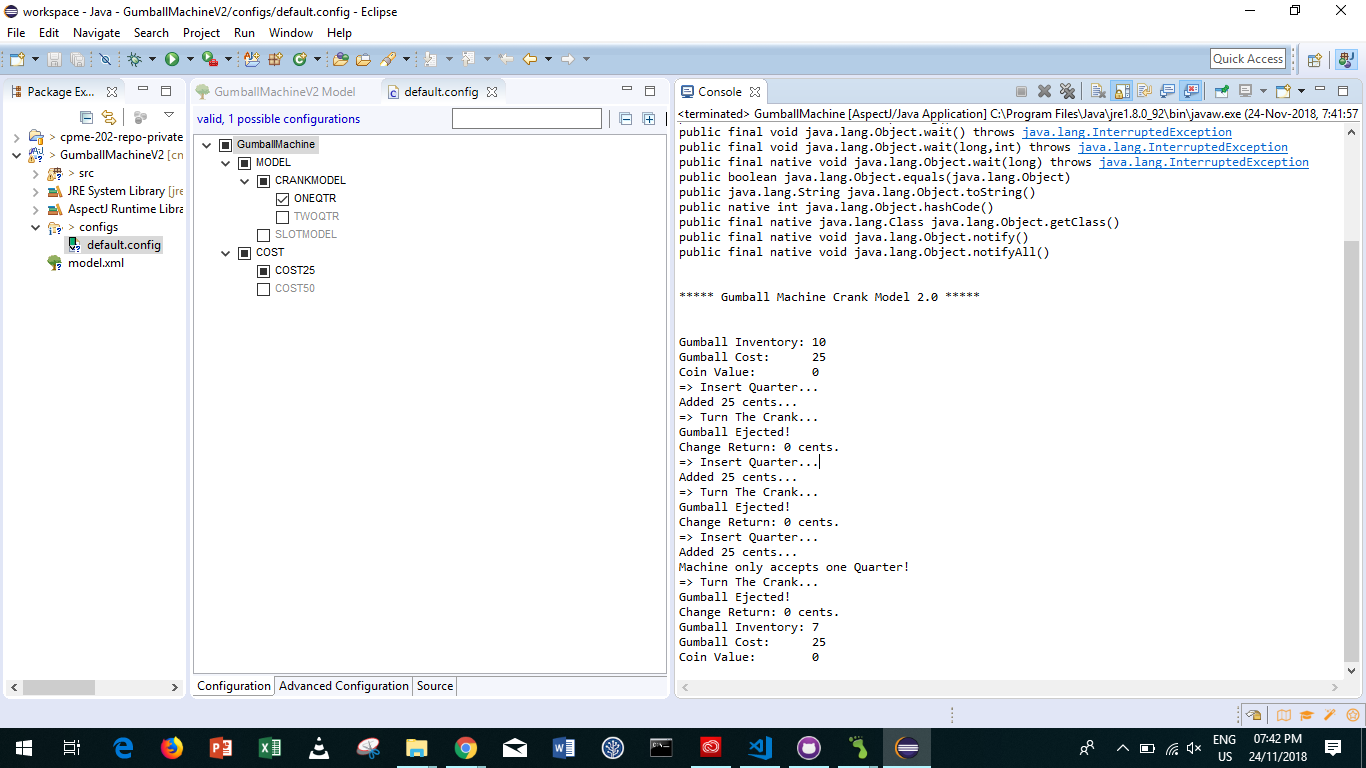 workspace - Java - GumballMachineV2/configs/default.config - Eclipse
File Edit Navigate Search Project Run Window Help
Quick Access
Package Ex...
> cpme-202-repo-private
> GumballMachineV2 [cn
> src
JRE System Library [jre
AspectJ Runtime Libra
> configs
default.config
model.xml
GumballMachineV2 Model
default.config
valid, 1 possible configurations
GumballMachine
MODEL
CRANKMODEL
ONEQTR
TWOQTR
SLOTMODEL
COST
COST25
COST50
Configuration Advanced Configuration Source
Console
<terminated> GumballMachine [AspectJ/Java Application] C:\Program Files\Java\jre1.8.0_92\bin\javaw.exe (24-Nov-2018, 7:41:57
public final void java.lang.Object.wait() throws java.lang.InterruptedException
public final void java.lang.Object.wait(long,int) throws java.lang.InterruptedException
public final native void java.lang.Object.wait(long) throws java.lang.InterruptedException
public boolean java.lang.Object.equals(java.lang.Object)
public java.lang.String java.lang.Object.toString()
public native int java.lang.Object.hashCode()
public final native java.lang.Class java.lang.Object.getClass()
public final native void java.lang.Object.notify()
public final native void java.lang.Object.notifyAll()
***** Gumball Machine Crank Model 2.0 *****
Gumball Inventory: 10
Gumball Cost: 25
Coin Value: 0
=> Insert Quarter...
Added 25 cents...
=> Turn The Crank...
Gumball Ejected!
Change Return: 0 cents.
=> Insert Quarter...
Added 25 cents...
=> Turn The Crank...
Gumball Ejected!
Change Return: 0 cents.
=> Insert Quarter...
Added 25 cents...
Machine only accepts one Quarter!
=> Turn The Crank...
Gumball Ejected!
Change Return: 0 cents.
Gumball Inventory: 7
Gumball Cost: 25
Coin Value: 0
ENG
US
07:42 PM
24/11/2018